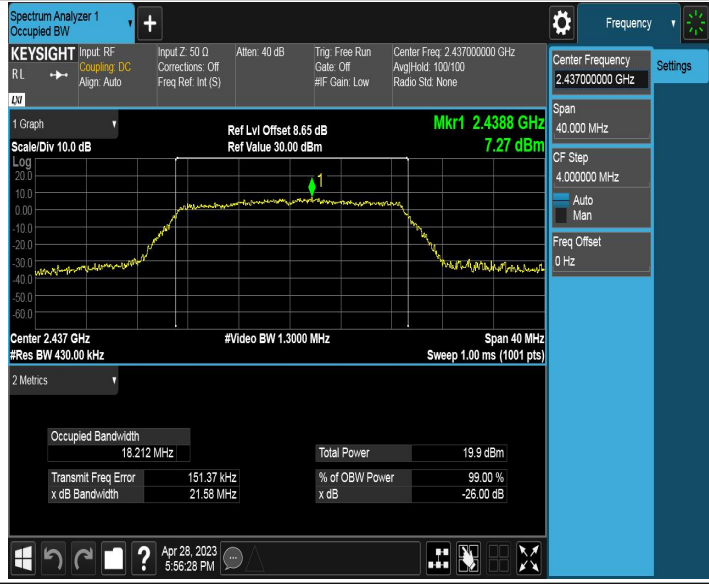 Spectrum Analyzer 1
Occupied BW
Frequency
KEYSIGHT
Input: RF
Input Z: 50 Ω
Atten: 40 dB
Trig: Free Run
Center Freq: 2.437000000 GHz
R L
Coupling: DC
Corrections: Off
Gate: Off
Avg|Hold: 100/100
Align: Auto
Freq Ref: Int (S)
#IF Gain: Low
Radio Std: None
LXI
Center Frequency
2.437000000 GHz
Settings
Span
40.000 MHz
CF Step
4.000000 MHz
Auto
Man
Freq Offset
0 Hz
1 Graph
Ref Lvl Offset 8.65 dB
Mkr1 2.4388 GHz
Scale/Div 10.0 dB
Ref Value 30.00 dBm
7.27 dBm
Log
20.0
10.0
0.00
-10.0
-20.0
-30.0
-40.0
-50.0
-60.0
1
Center 2.437 GHz
#Video BW 1.3000 MHz
Span 40 MHz
#Res BW 430.00 kHz
Sweep 1.00 ms (1001 pts)
2 Metrics
Occupied Bandwidth
18.212 MHz
Total Power
19.9 dBm
Transmit Freq Error
151.37 kHz
% of OBW Power
99.00 %
x dB Bandwidth
21.58 MHz
x dB
-26.00 dB
Apr 28, 2023
5:56:28 PM